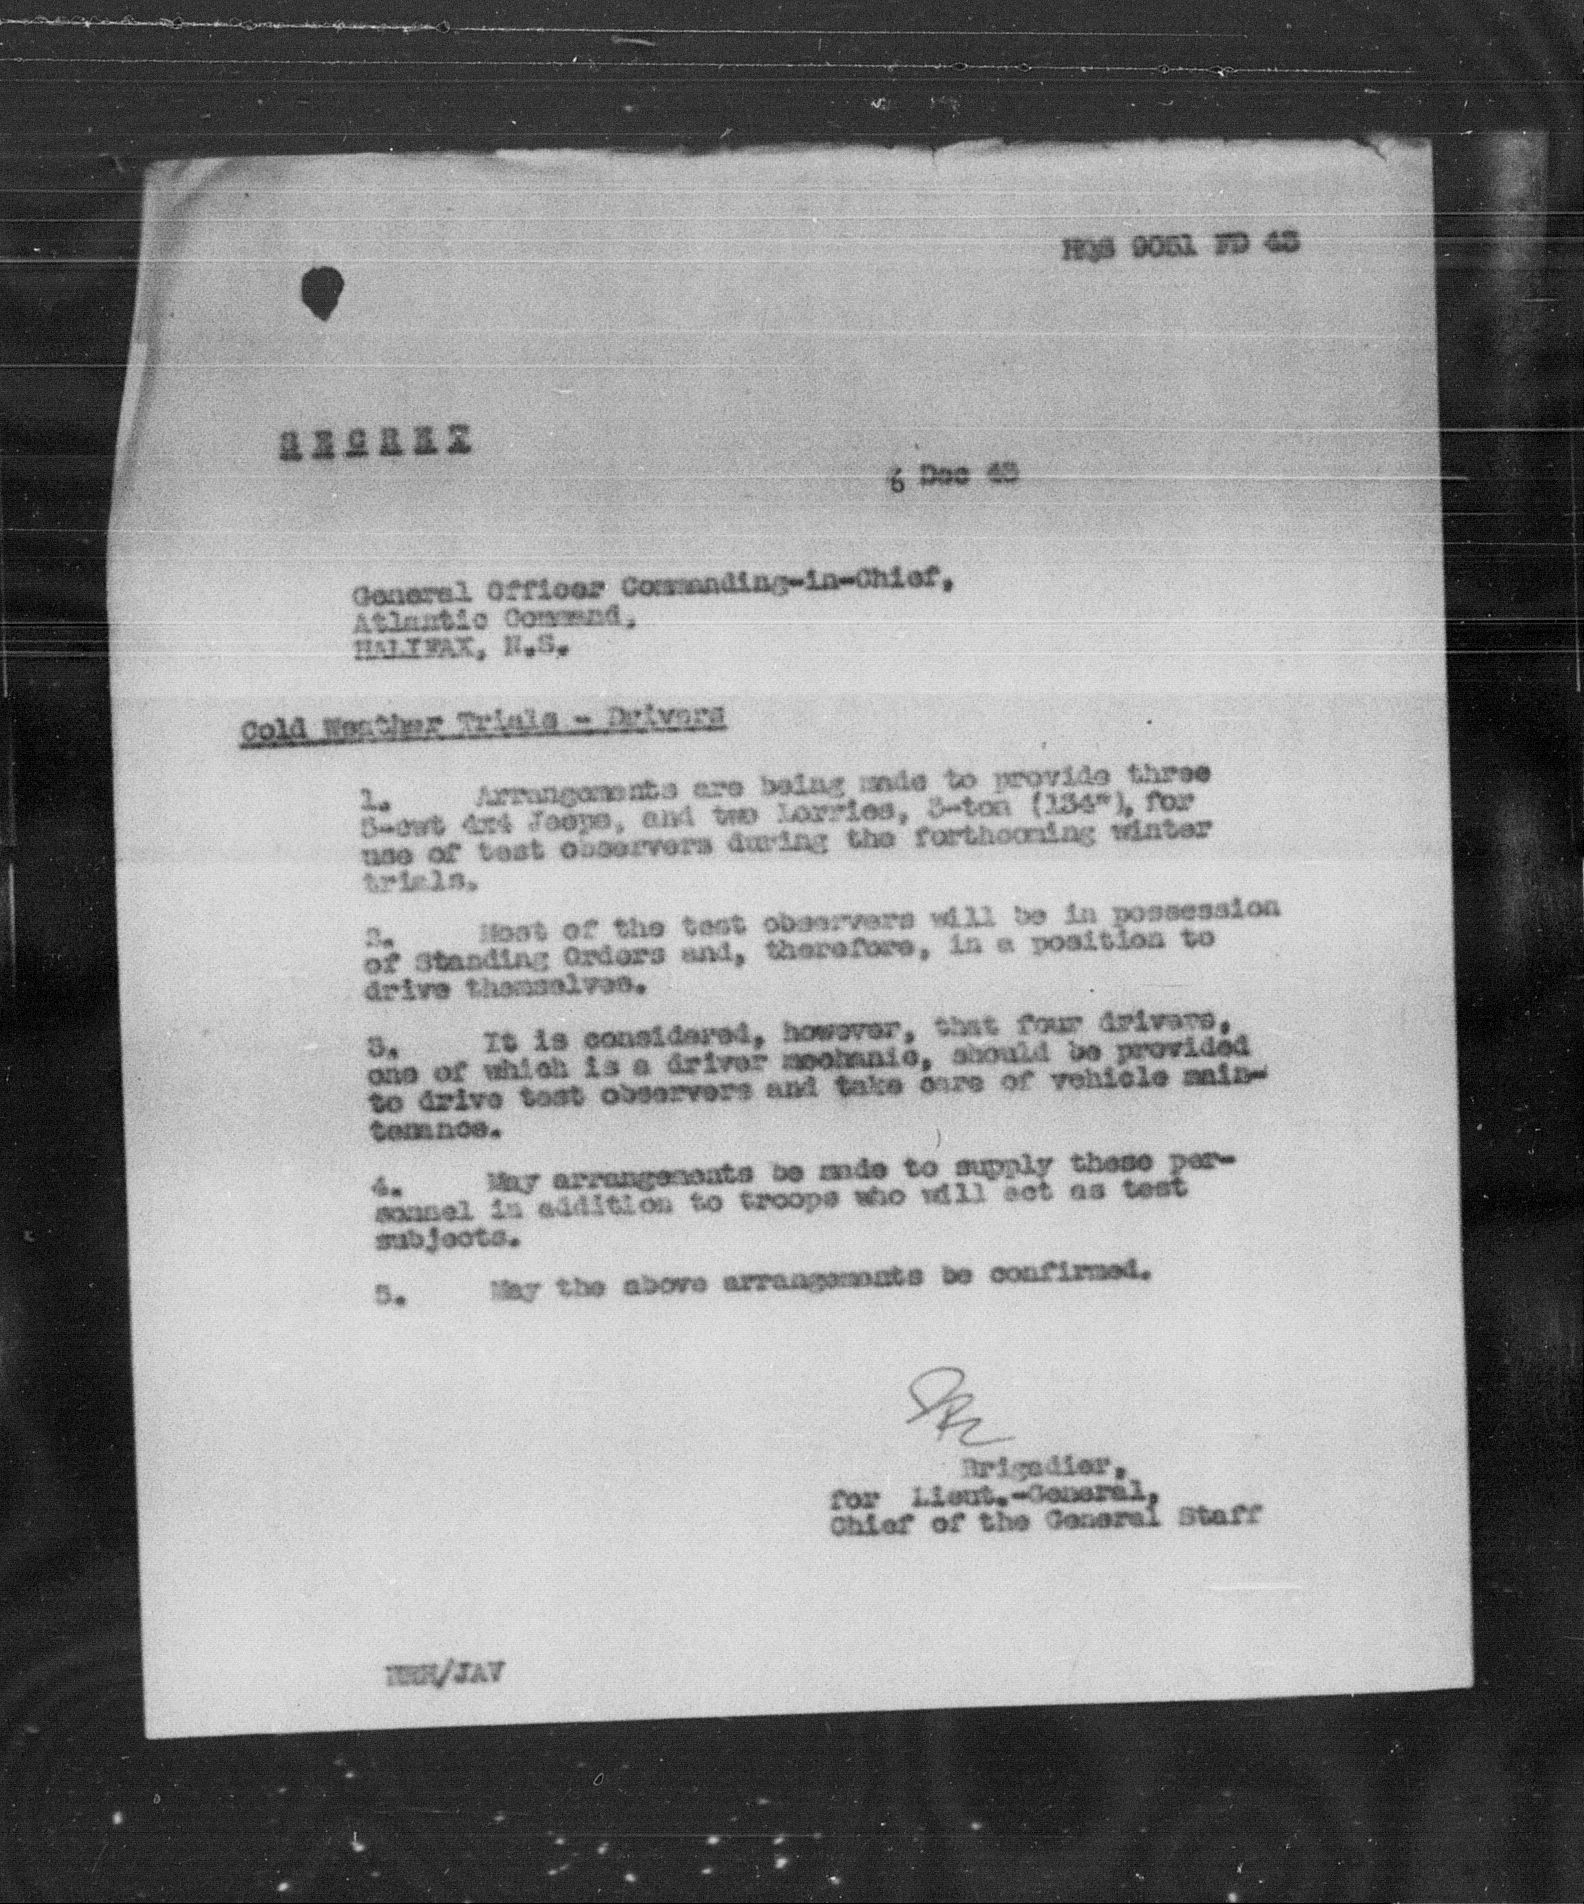 HQS 9051 FD 43
SECRET
6 Dec 43
General Officer Commanding-in-Chief,
Atlantic Command,
HALIFAX, N.S.
Cold Weather Trials - Drivers
1. Arrangements are being made to provide three
5-cwt 4x4 Jeeps, and two Lorries, 3-ton (134"), for
use of test observers during the forthcoming winter
trials.
2. Most of the test observers will be in possession
of Standing Orders and, therefore, in a position to
drive themselves.
3. It is considered, however, that four drivers,
one of which is a driver mechanic, should be provided
to drive test observers and take care of vehicle main-
tenance.
4. May arrangements be made to supply these per-
sonnel in addition to troops who will act as test
subjects.
5. May the above arrangements be confirmed.
Brigadier,
for Lieut.-General,
Chief of the General Staff